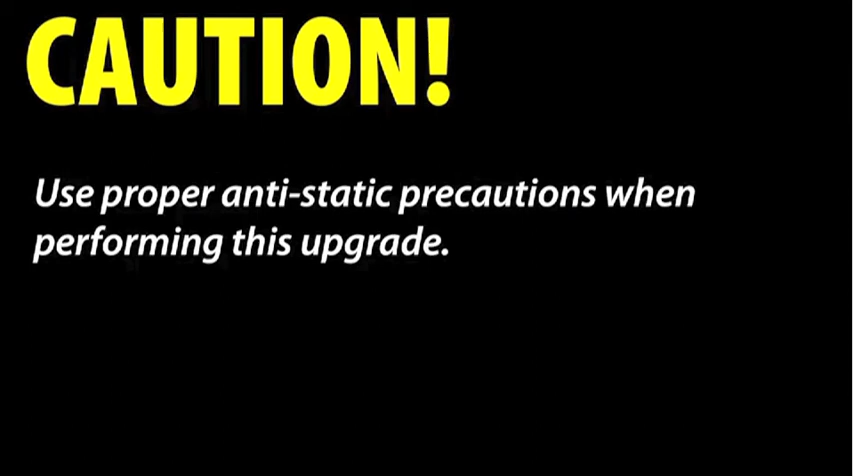 CAUTION!
Use proper anti-static precautions when
performing this upgrade.